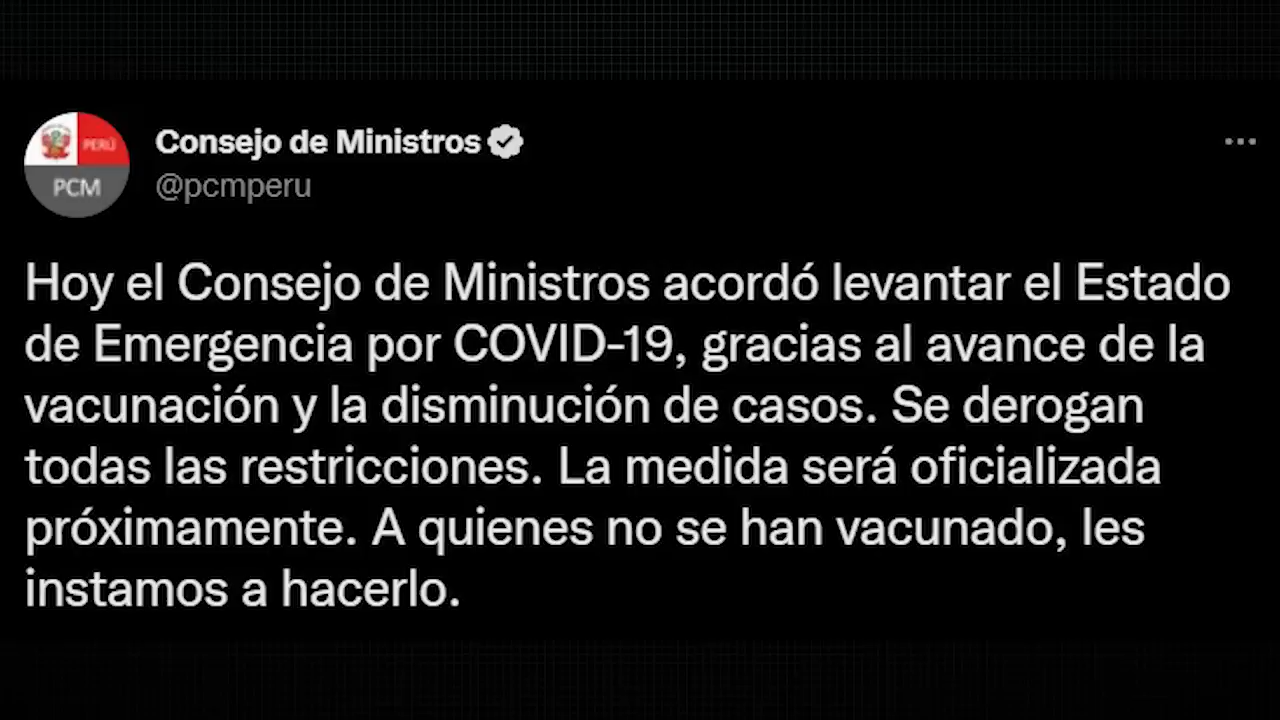 PERÚ
PCM
Consejo de Ministros
@pcmperu
Hoy el Consejo de Ministros acordó levantar el Estado
de Emergencia por COVID-19, gracias al avance de la
vacunación y la disminución de casos. Se derogan
todas las restricciones. La medida será oficializada
próximamente. A quienes no se han vacunado, les
instamos a hacerlo.